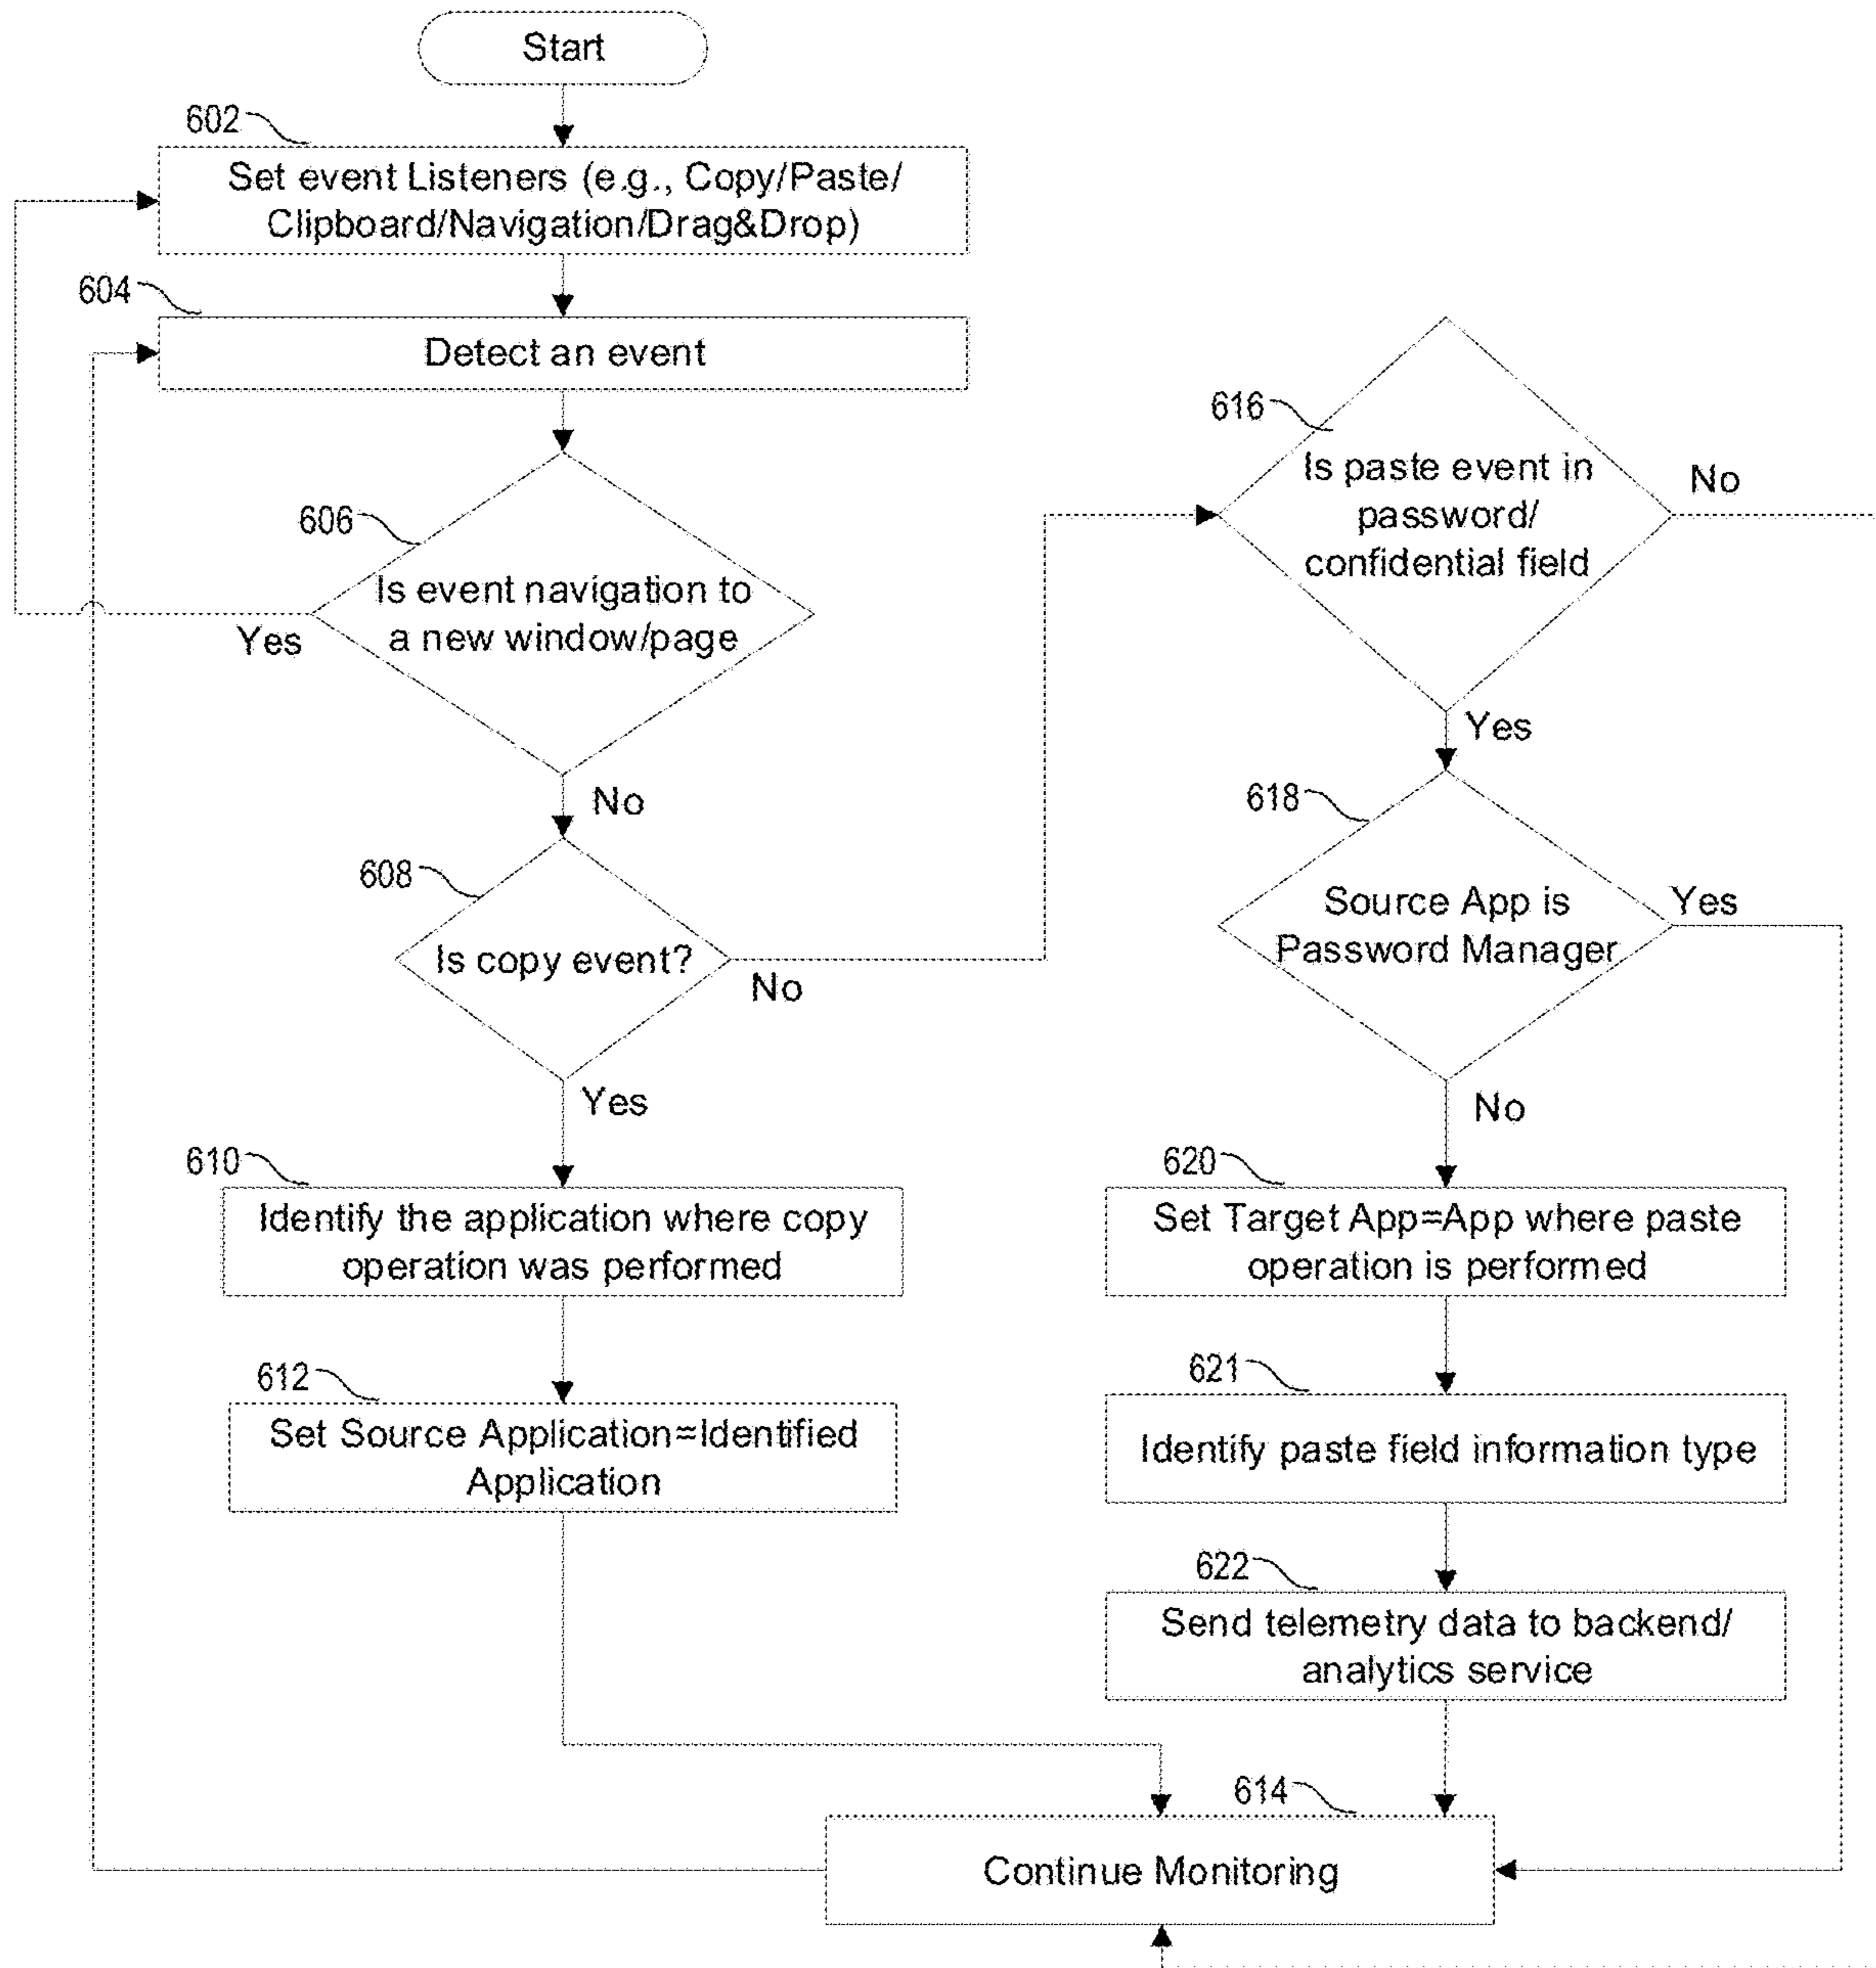 Start
602
Set event Listeners (e.g., Copy/Paste/
Clipboard/Navigation/Drag&Drop)
604
Detect an event
606
Is event navigation to
a new window/page
Yes
No
608
Is copy event?
No
Yes
610
Identify the application where copy
operation was performed
612
Set Source Application=Identified
Application
616
Is paste event in
password/
confidential field
No
Yes
618
Source App is
Password Manager
Yes
No
620
Set Target App=App where paste
operation is performed
621
Identify paste field information type
622
Send telemetry data to backend/
analytics service
614
Continue Monitoring